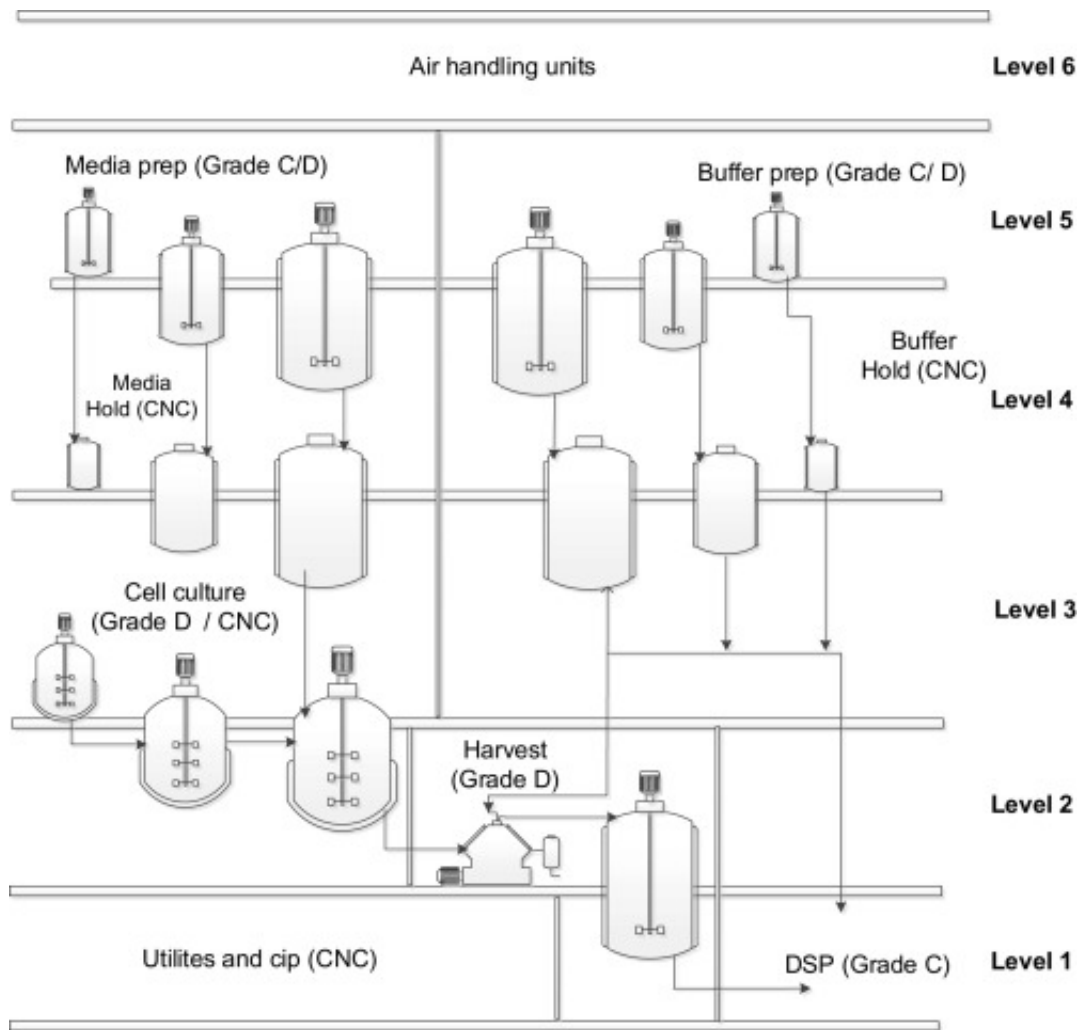 Air handling units
Level 6
Media prep (Grade C/D)
Buffer prep (Grade C/ D)
Level 5
Media
Hold (CNC)
Buffer
Hold (CNC)
Level 4
Cell culture
(Grade D / CNC)
Level 3
Harvest
(Grade D)
Level 2
Utilites and cip (CNC)
DSP (Grade C)
Level 1